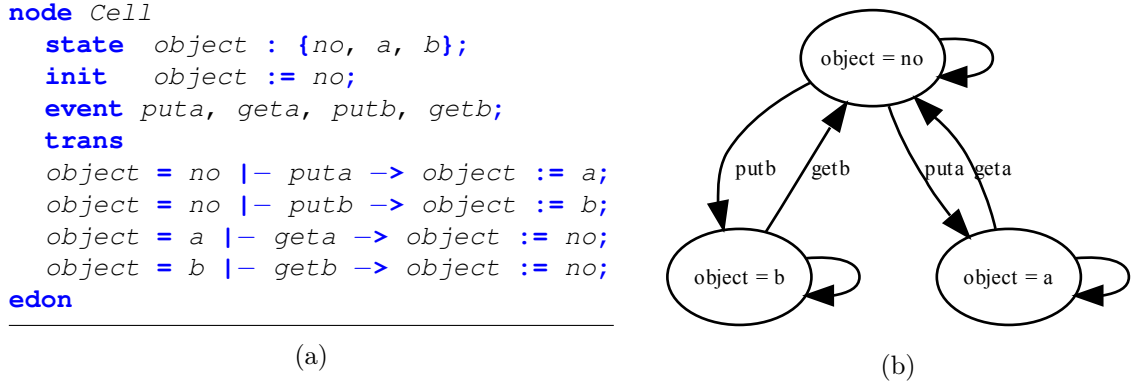 node Cell
state object : {no, a, b};
init object := no;
event puta, geta, putb, getb;
trans
object = no |− puta −> object := a;
object = no |− putb −> object := b;
object = a |− geta −> object := no;
object = b |− getb −> object := no;
edon
(a)
object = no
putb
getb
puta
geta
object = b
object = a
(b)